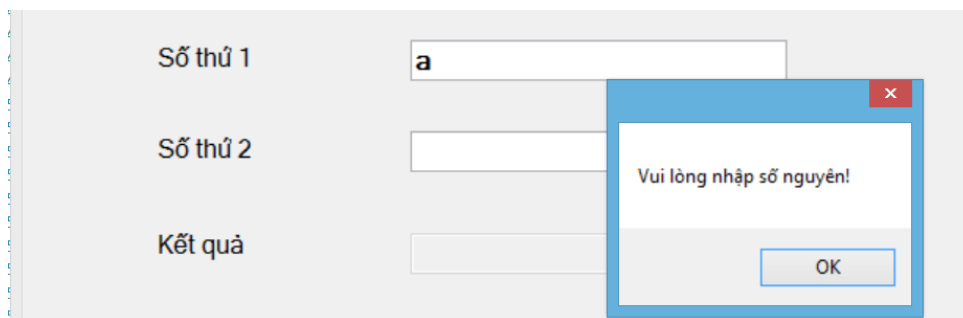 Số thứ 1
a
Số thứ 2
Vui lòng nhập số nguyên!
Kết quả
OK